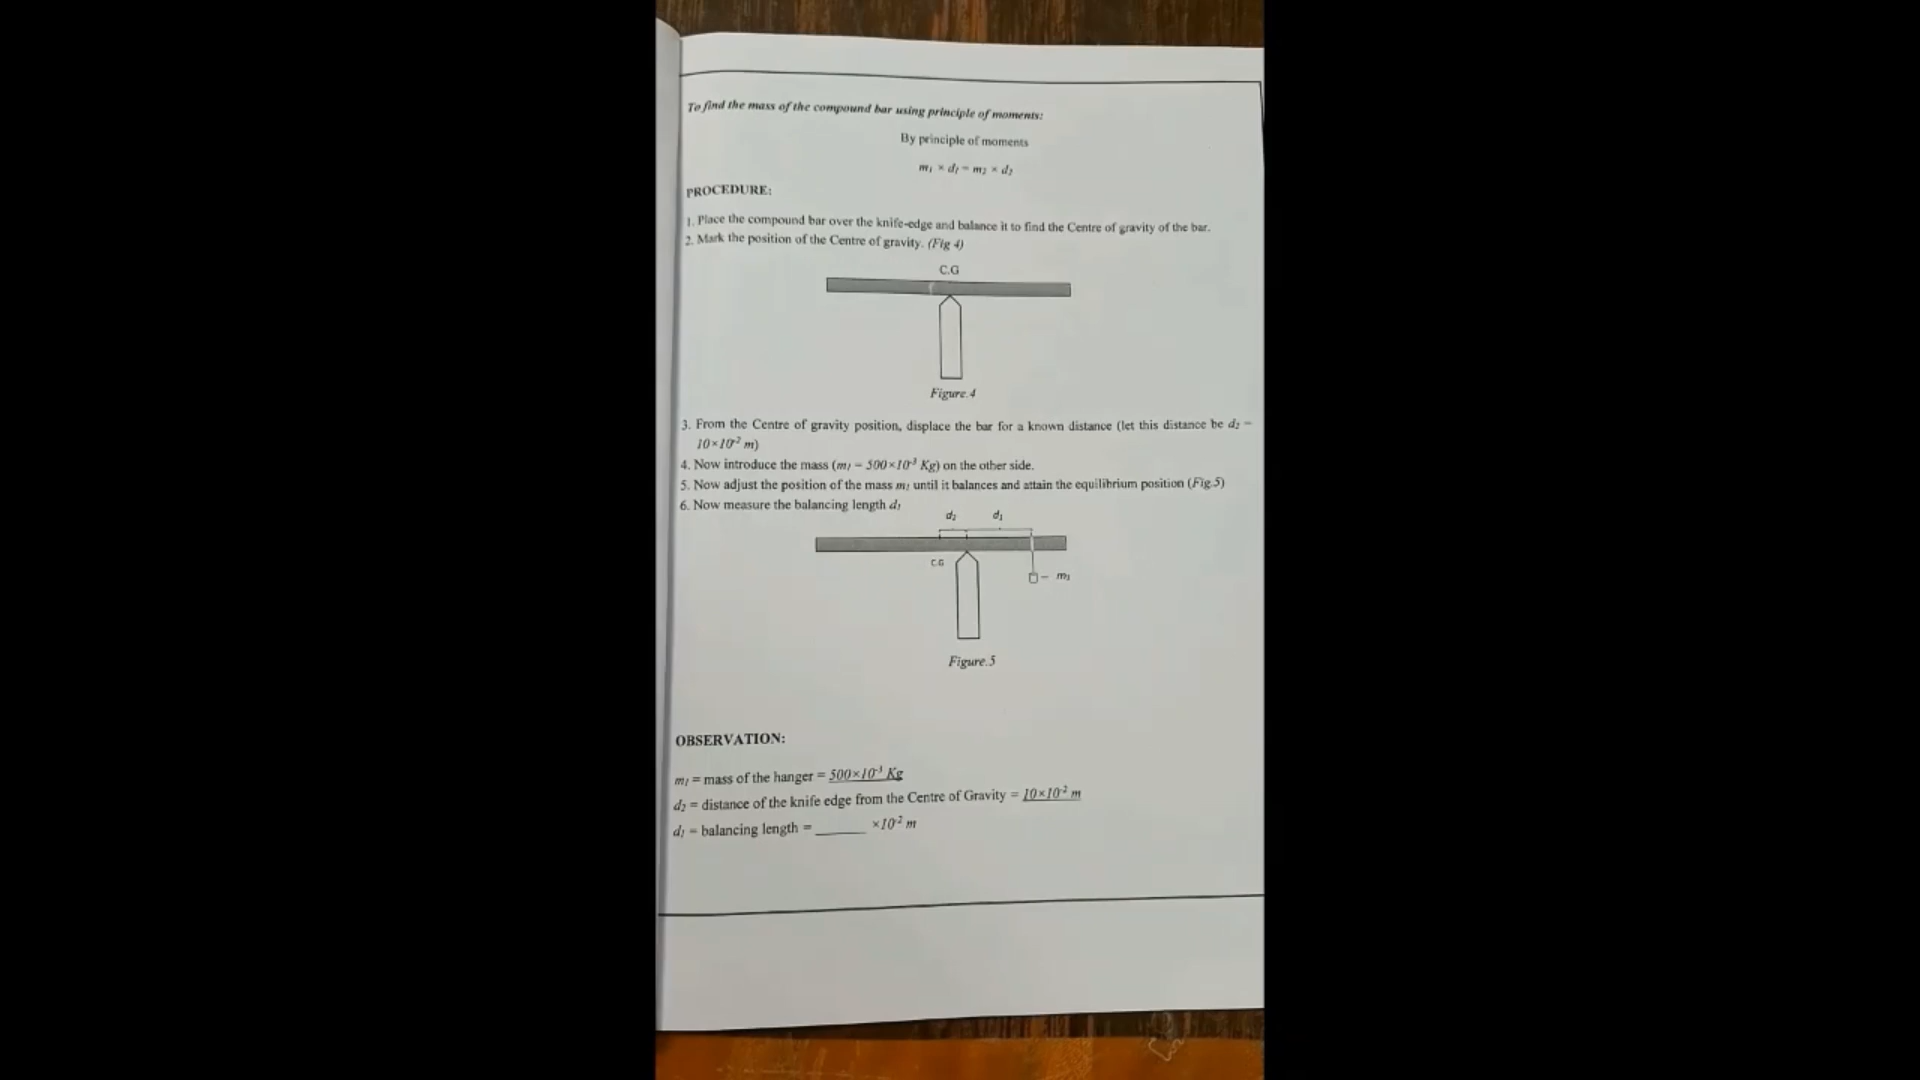 To find the mass of the compound bar using principle of moments:
By principle of moments
m₁ × d₁ = m₂ × d₂
PROCEDURE:
1. Place the compound bar over the knife-edge and balance it to find the Centre of gravity of the bar.
2. Mark the position of the Centre of gravity. (Fig 4)
C.G
Figure.4
3. From the Centre of gravity position, displace the bar for a known distance (let this distance be d₂ =
10×10⁻² m)
4. Now introduce the mass (m₁ = 500×10⁻³ Kg) on the other side.
5. Now adjust the position of the mass m₁ until it balances and attain the equilibrium position (Fig.5)
6. Now measure the balancing length d₁
d₂ d₁
C.G
m₁
Figure.5
OBSERVATION:
m₁ = mass of the hanger = 500×10⁻³ Kg
d₂ = distance of the knife edge from the Centre of Gravity = 10×10⁻² m
d₁ = balancing length = ______ ×10⁻² m